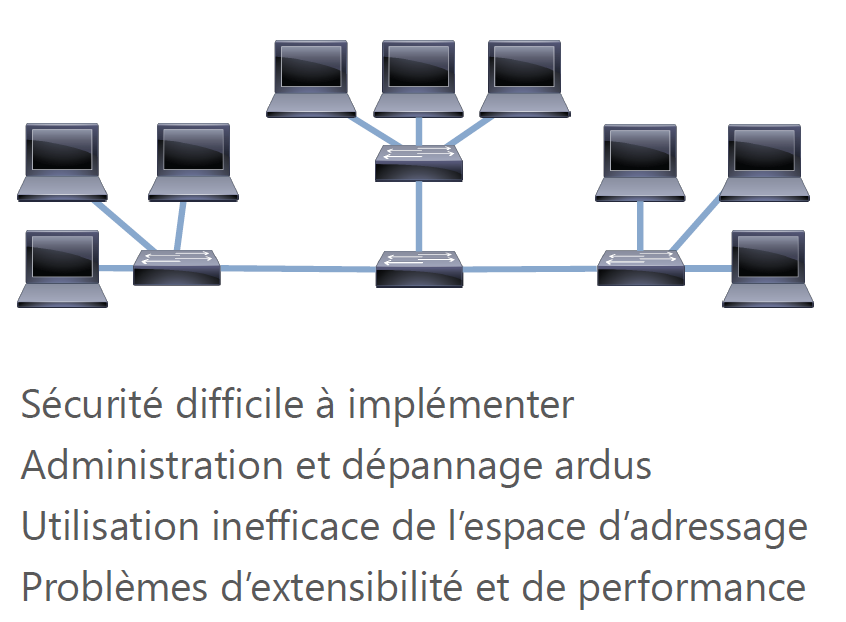 Sécurité difficile à implémenter
Administration et dépannage ardus
Utilisation inefficace de l’espace d’adressage
Problèmes d’extensibilité et de performance